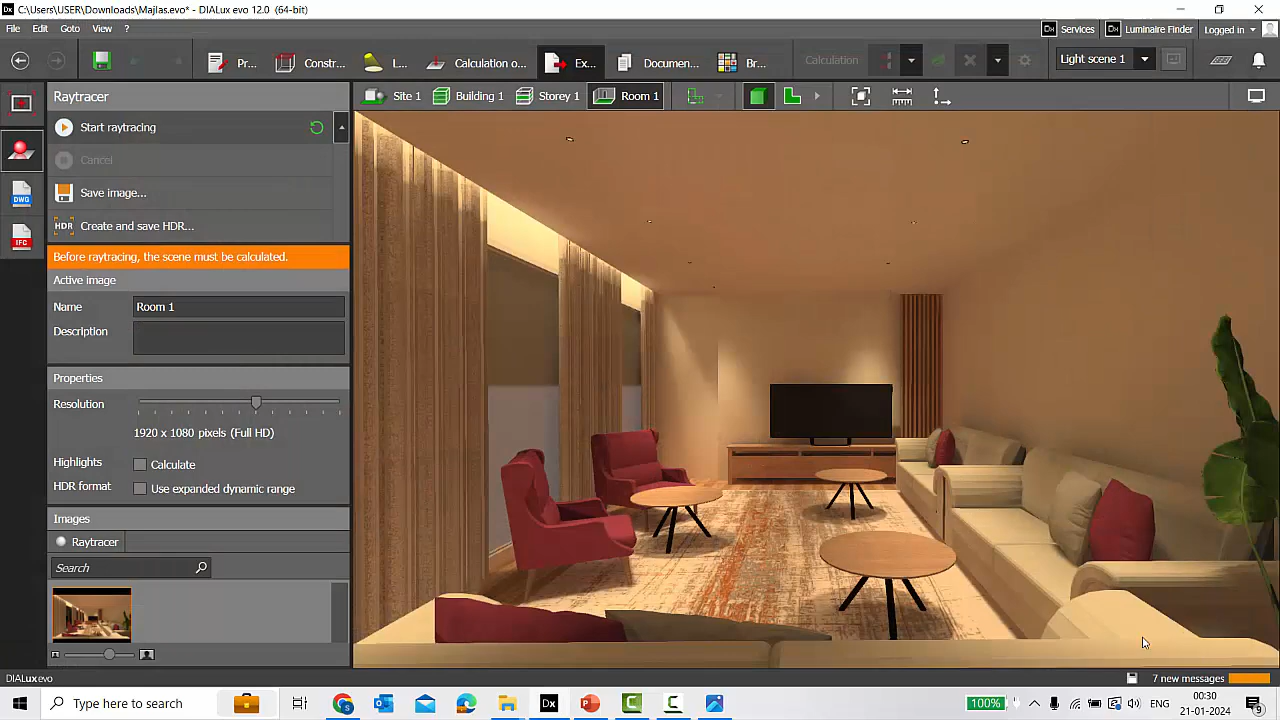 C:\Users\USER\Downloads\Majlas.evo* - DIALux evo 12.0 (64-bit)
File Edit Goto View ?
Services Luminaire Finder Logged in
Pr... Constr... L... Calculation o... Ex... Documen... Br... Calculation Light scene 1
Raytracer
Site 1 Building 1 Storey 1 Room 1
Start raytracing
Cancel
Save image...
HDR Create and save HDR...
Before raytracing, the scene must be calculated.
Active image
Name Room 1
Description
Properties
Resolution
1920 x 1080 pixels (Full HD)
Highlights Calculate
HDR format Use expanded dynamic range
Images
Raytracer
Search
DIALux evo
7 new messages
Type here to search
100%
ENG
00:30
21-01-2024
DWG
IFC